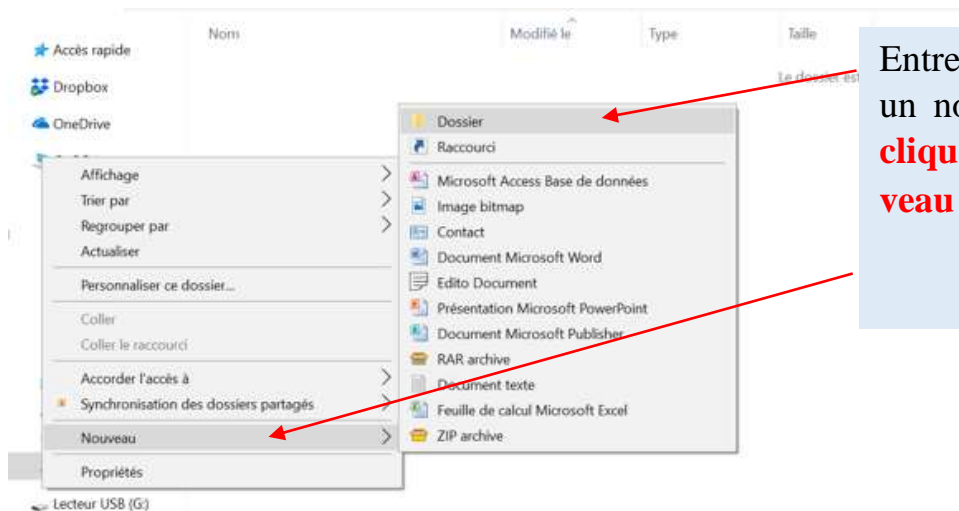 Nom Modifié le Type Taille
Accès rapide
Dropbox
OneDrive
Le dossier est
Affichage
Trier par
Regrouper par
Actualiser
Personnaliser ce dossier...
Coller
Coller le raccourci
Accorder l'accès à
Synchronisation des dossiers partagés
Nouveau
Propriétés
Lecteur USB (G:)
Dossier
Raccourci
Microsoft Access Base de données
Image bitmap
Contact
Document Microsoft Word
Edito Document
Présentation Microsoft PowerPoint
Document Microsoft Publisher
RAR archive
Document texte
Feuille de calcul Microsoft Excel
ZIP archive
Entre
un no
cliqu
veau